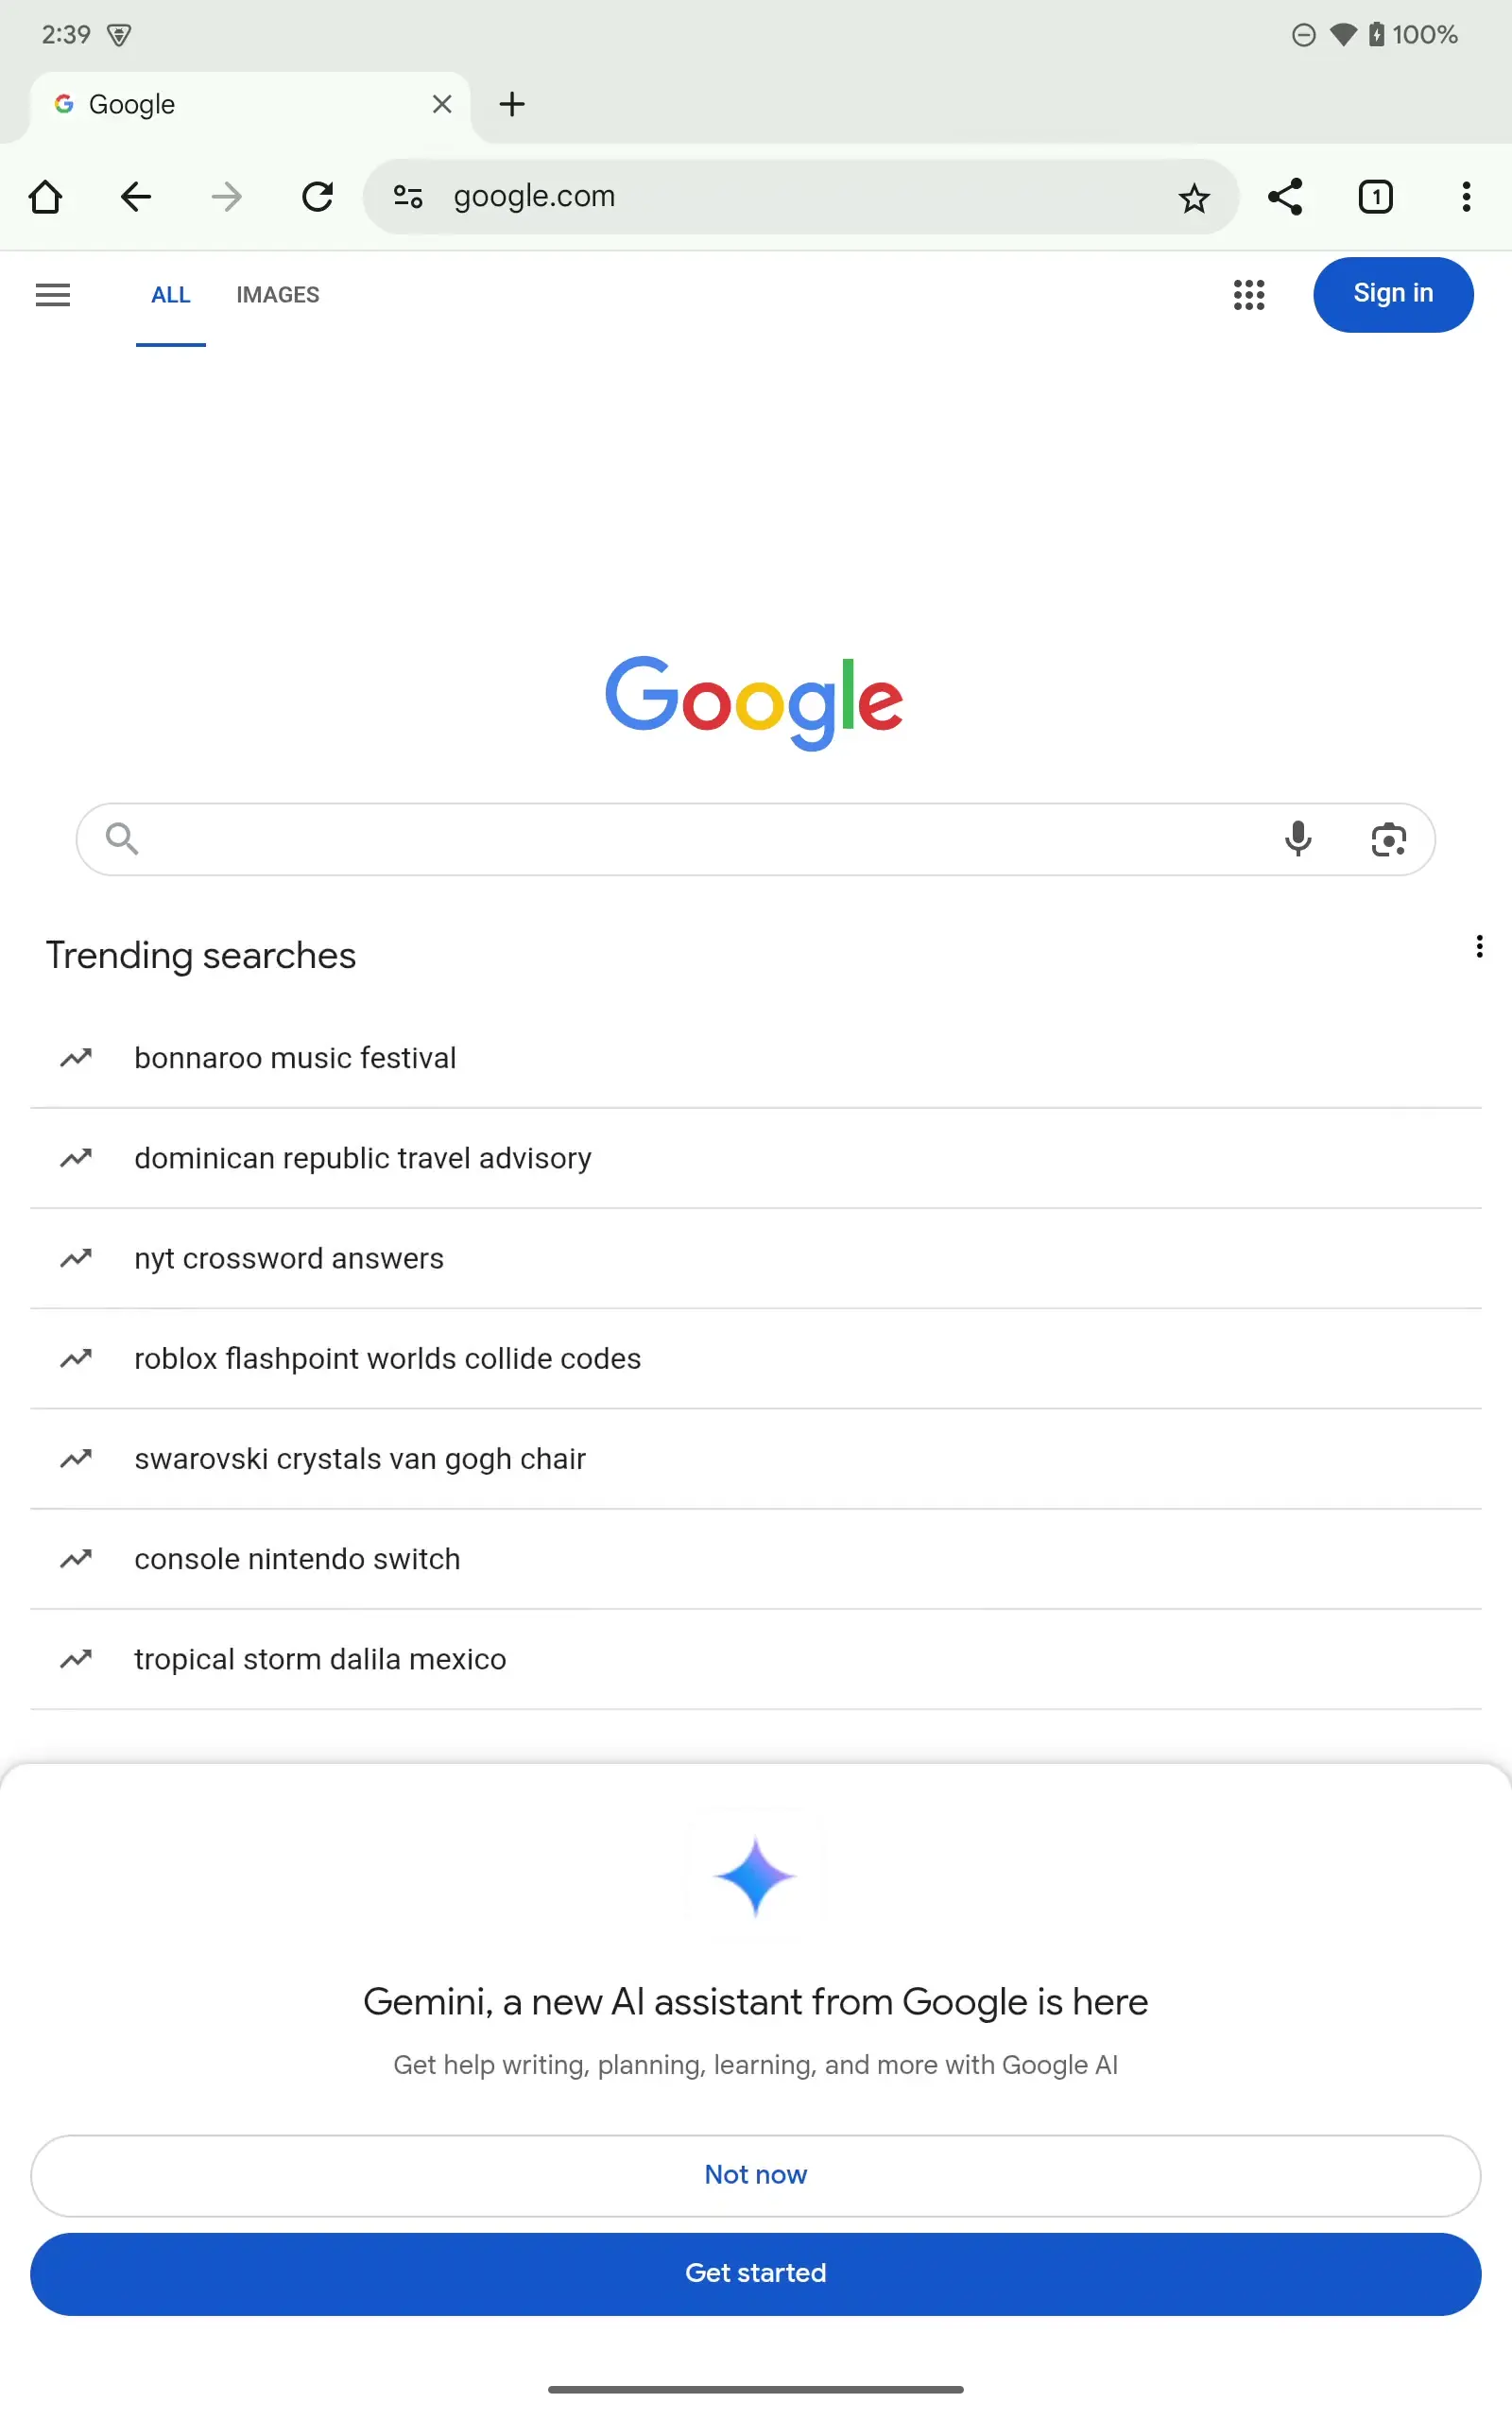 2:39
100%
Google
google.com
1
ALL
IMAGES
Sign in
Google
Trending searches
bonnaroo music festival
dominican republic travel advisory
nyt crossword answers
roblox flashpoint worlds collide codes
swarovski crystals van gogh chair
console nintendo switch
tropical storm dalila mexico
Gemini, a new AI assistant from Google is here
Get help writing, planning, learning, and more with Google AI
Not now
Get started